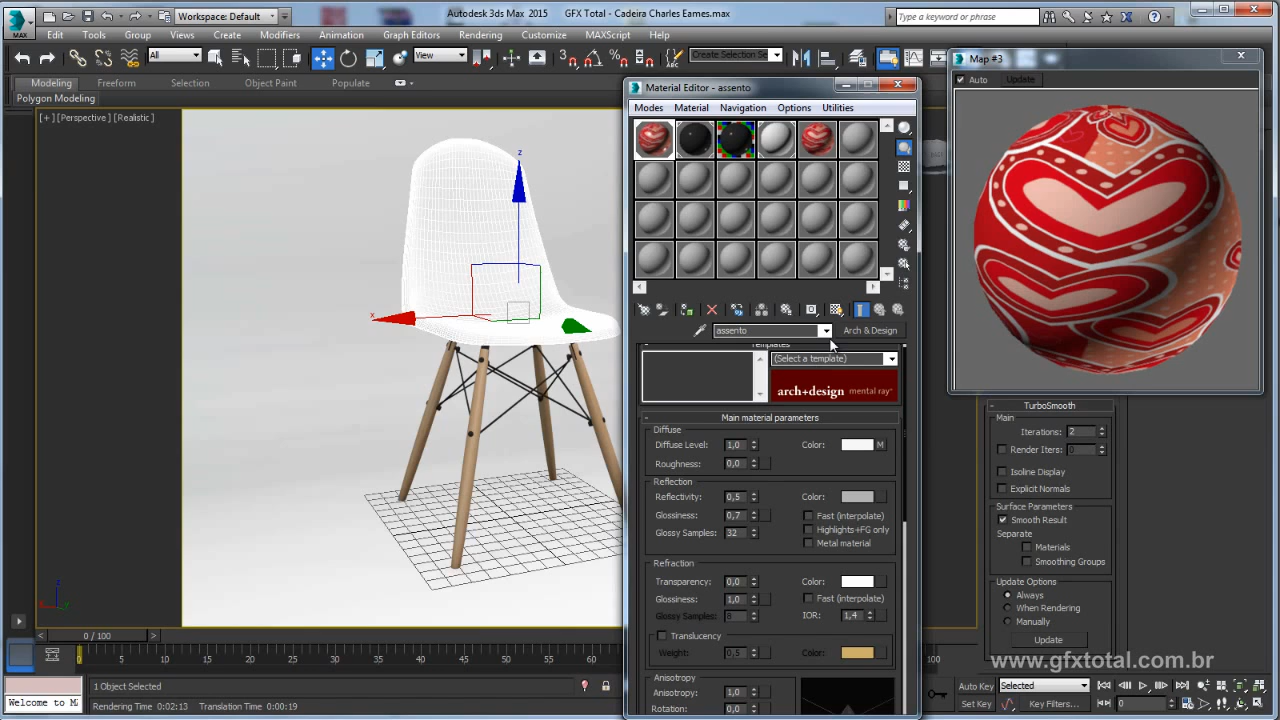 MAX
Workspace: Default
Autodesk 3ds Max 2015
GFX Total - Cadeira Charles Eames.max
Type a keyword or phrase
Edit
Tools
Group
Views
Create
Modifiers
Animation
Graph Editors
Rendering
Customize
MAXScript
Help
All
View
Create Selection Se
Modeling
Freeform
Selection
Object Paint
Populate
Polygon Modeling
[ + ] [ Perspective ] [ Realistic ]
z
x
z
x
y
Material Editor - assento
Modes
Material
Navigation
Options
Utilities
assento
Arch & Design
Templates
(Select a template)
arch+design mental ray
Main material parameters
Diffuse
Diffuse Level:
1,0
Color:
M
Roughness:
0,0
Reflection
Reflectivity:
0,5
Color:
Glossiness:
0,7
Fast (interpolate)
Glossy Samples:
32
Highlights+FG only
Metal material
Refraction
Transparency:
0,0
Color:
Glossiness:
1,0
Fast (interpolate)
Glossy Samples:
8
IOR:
1,4
Translucency
Weight:
0,5
Color:
Anisotropy
Anisotropy:
1,0
Rotation:
0,0
Map #3
Auto
Update
TurboSmooth
Main
Iterations:
2
Render Iters:
0
Isoline Display
Explicit Normals
Surface Parameters
Smooth Result
Separate
Materials
Smoothing Groups
Update Options
Always
When Rendering
Manually
Update
www.gfxtotal.com.br
0 / 100
0
5
10
15
20
25
30
35
40
45
50
55
60
100
1 Object Selected
Welcome to M
Rendering Time 0:02:13
Translation Time 0:00:19
Auto Key
Selected
Set Key
Key Filters...
0